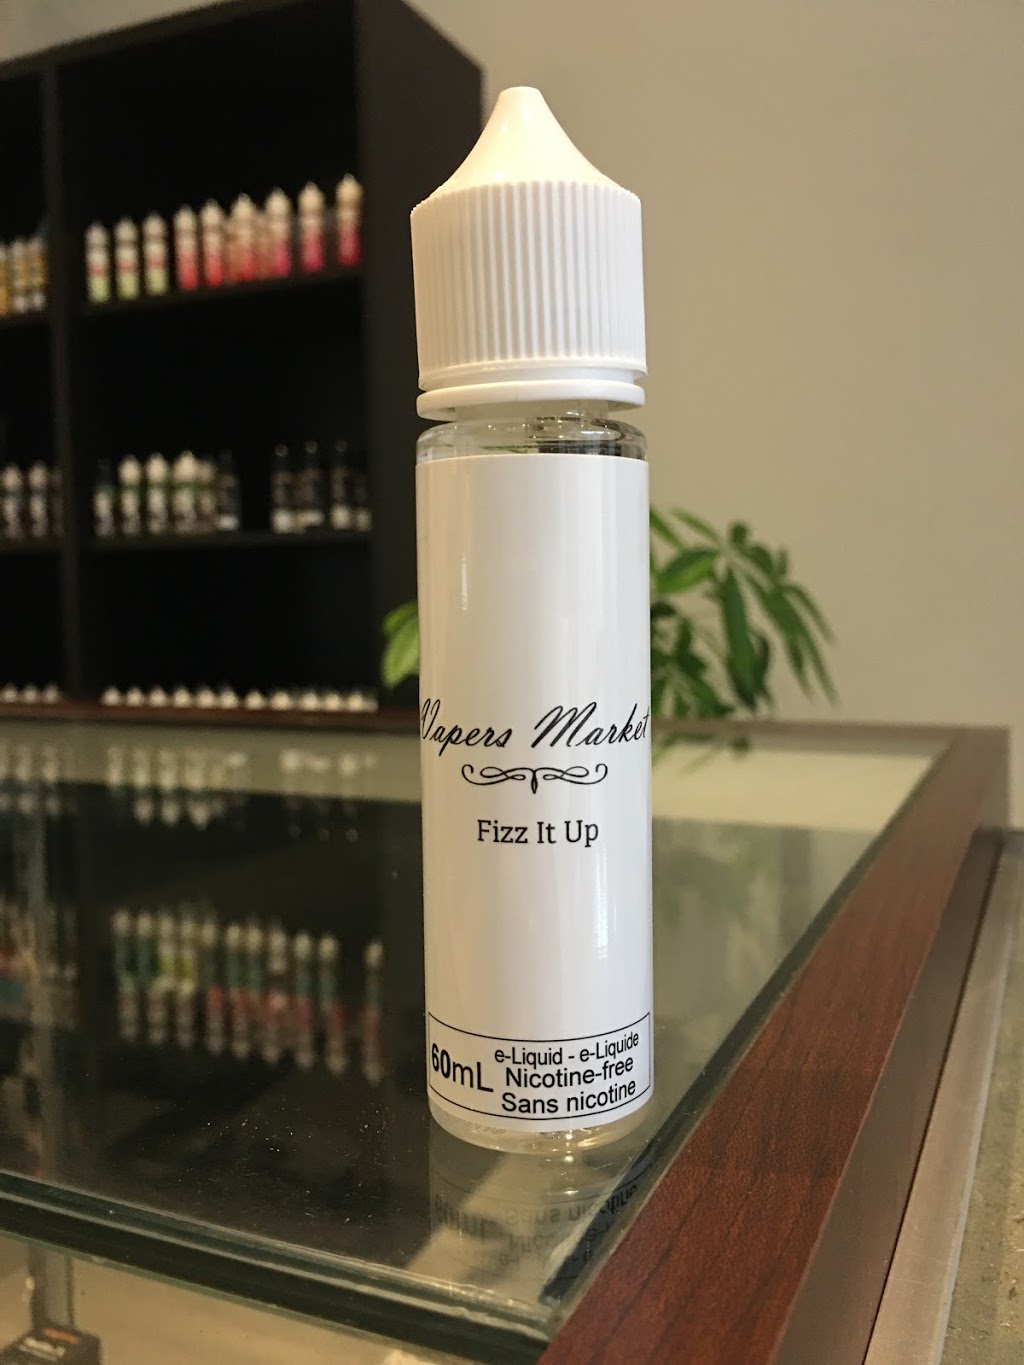 Vapers Market
Fizz It Up
60mL
e-Liquid - e-Liquide
Nicotine-free
Sans nicotine